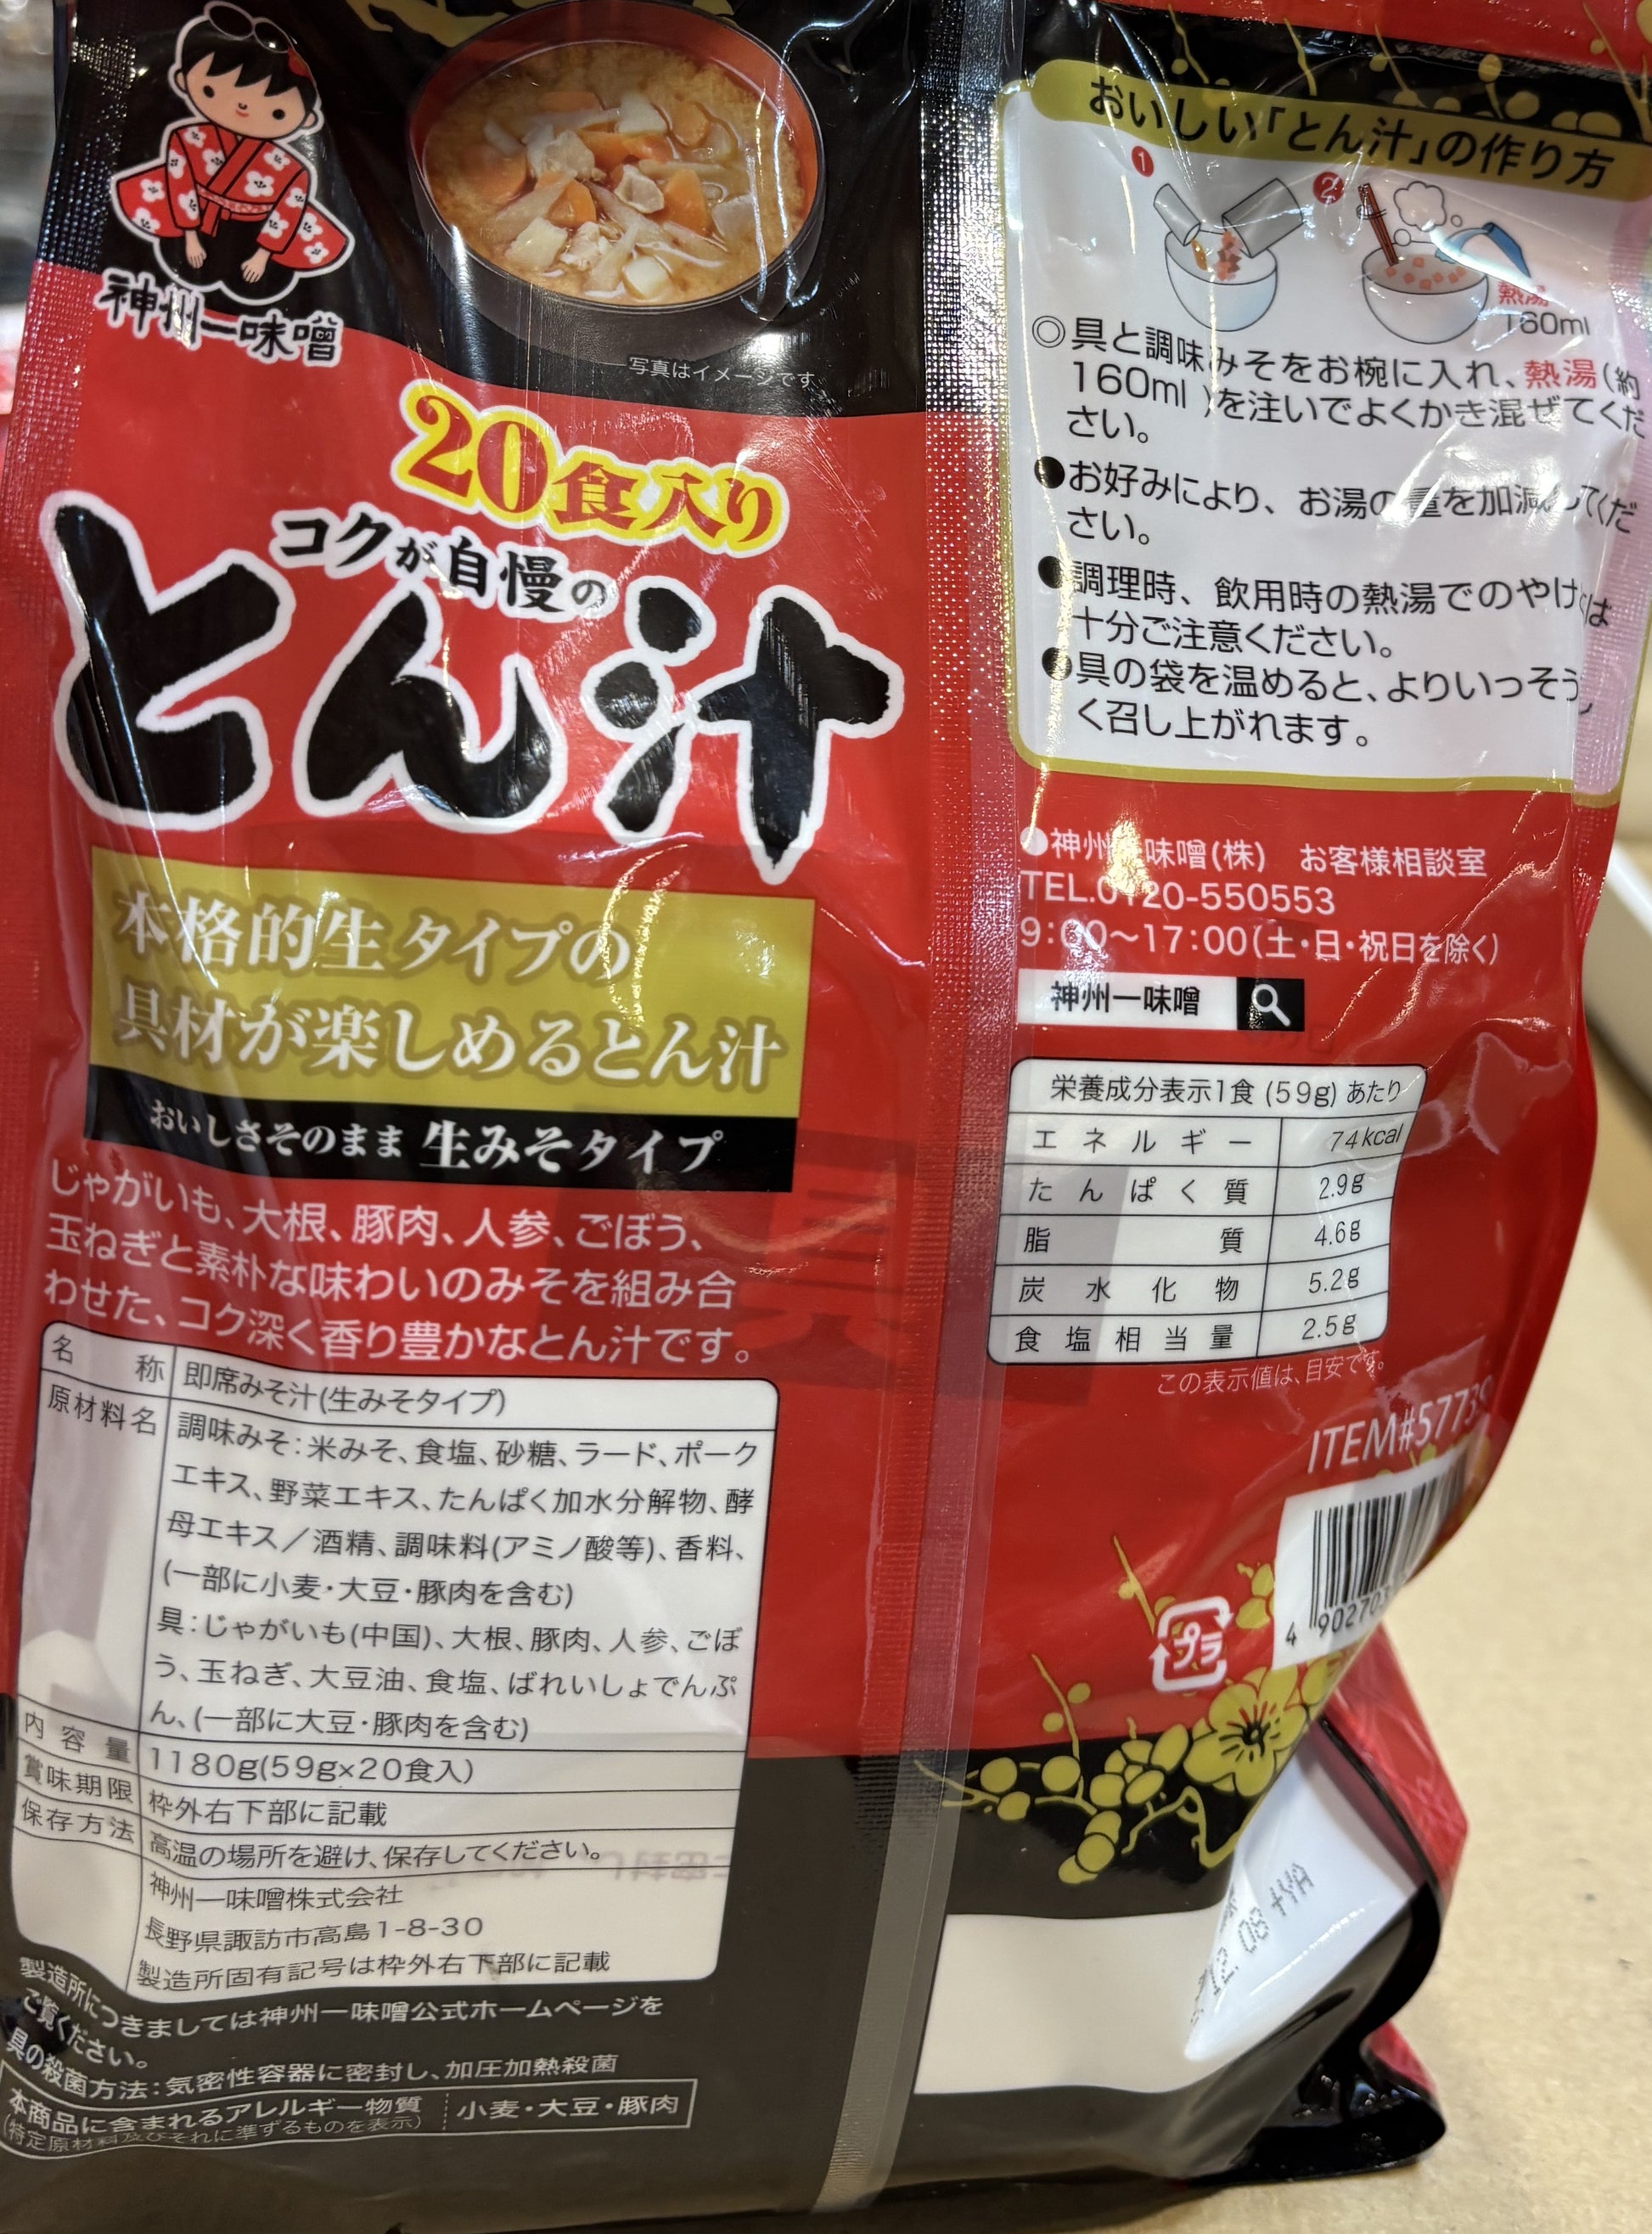 神州一味噌
写真はイメージです
20食入り
コクが自慢の
とん汁
本格的生タイプの
具材が楽しめるとん汁
おいしさそのまま 生みそタイプ
じゃがいも、大根、豚肉、人参、ごぼう、
玉ねぎと素朴な味わいのみそを組み合
わせた、コク深く香り豊かなとん汁です。
名称 即席みそ汁(生みそタイプ)
原材料名 調味みそ:米みそ、食塩、砂糖、ラード、ポーク
エキス、野菜エキス、たんぱく加水分解物、酵
母エキス／酒精、調味料(アミノ酸等)、香料、
(一部に小麦・大豆・豚肉を含む)
具:じゃがいも(中国)、大根、豚肉、人参、ごぼ
う、玉ねぎ、大豆油、食塩、ばれいしょでんぷ
ん、(一部に大豆・豚肉を含む)
内容量 1180g(59g×20食入)
賞味期限 枠外右下部に記載
保存方法 高温の場所を避け、保存してください。
神州一味噌株式会社
長野県諏訪市高島1-8-30
製造所固有記号は枠外右下部に記載
製造所につきましては神州一味噌公式ホームページを
ご覧ください。
具の殺菌方法:気密性容器に密封し、加圧加熱殺菌
本商品に含まれるアレルギー物質 小麦・大豆・豚肉
(特定原材料及びそれに準ずるものを表示)
おいしい「とん汁」の作り方
1 2
熱湯
160ml
◎具と調味みそをお椀に入れ、熱湯(約
160ml)を注いでよくかき混ぜてくだ
さい。
●お好みにより、お湯の量を加減してくだ
さい。
●調理時、飲用時の熱湯でのやけどは
十分ご注意ください。
●具の袋を温めると、よりいっそう
く召し上がれます。
●神州一味噌(株) お客様相談室
TEL.0120-550553
9:00～17:00(土・日・祝日を除く)
神州一味噌
栄養成分表示1食(59g)あたり
エネルギー 74kcal
たんぱく質 2.9g
脂質 4.6g
炭水化物 5.2g
食塩相当量 2.5g
この表示値は、目安です。
ITEM#5773
4 902703
プラ